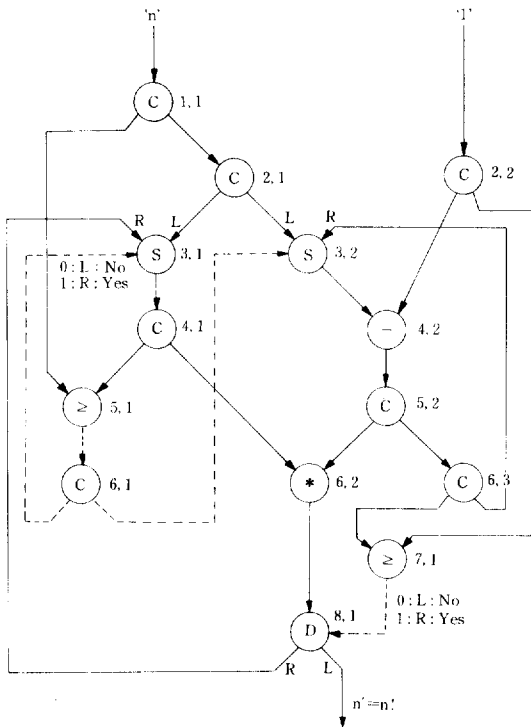 'n' 'l'
C 1,1
C 2,1 C 2,2
R L L R
S 3,1 S 3,2
0:L:No
1:R:Yes
C 4,1 − 4,2
≥ 5,1 C 5,2
C 6,1 * 6,2 C 6,3
≥ 7,1
0:L:No
1:R:Yes
D 8,1
R L
n'=n!